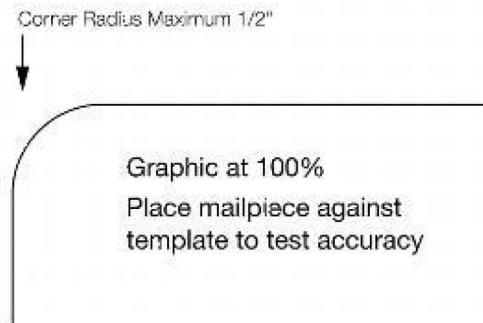 Corner Radius Maximum 1/2"
Graphic at 100%
Place mailpiece against
template to test accuracy